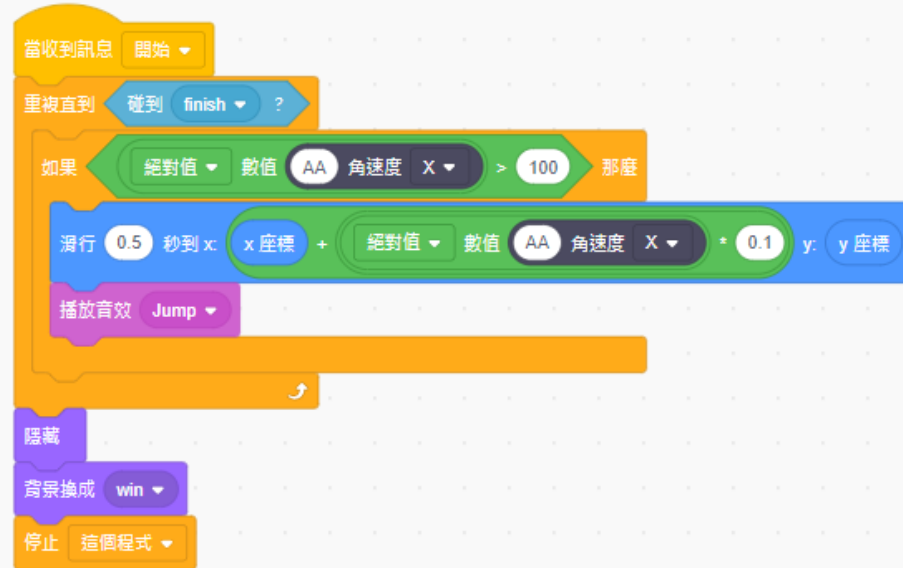 當收到訊息 開始
重複直到 碰到 finish ?
如果 絕對值 數值 AA 角速度 X > 100 那麼
滑行 0.5 秒到 x: x 座標 + 絕對值 數值 AA 角速度 X * 0.1 y: y 座標
播放音效 Jump
隱藏
背景換成 win
停止 這個程式